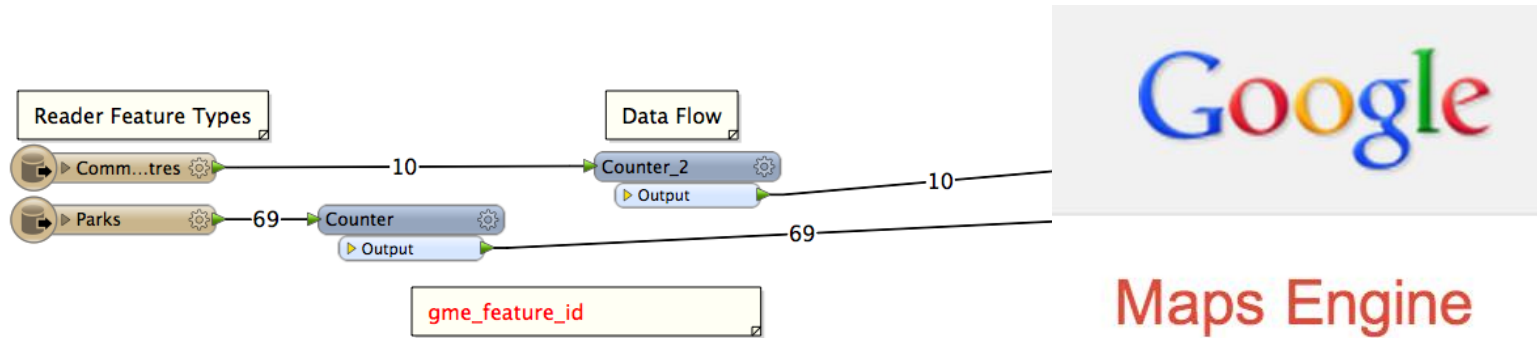 Reader Feature Types
Data Flow
Comm...tres
10
Counter_2
Output
10
Parks
69
Counter
Output
69
gme_feature_id
Google
Maps Engine